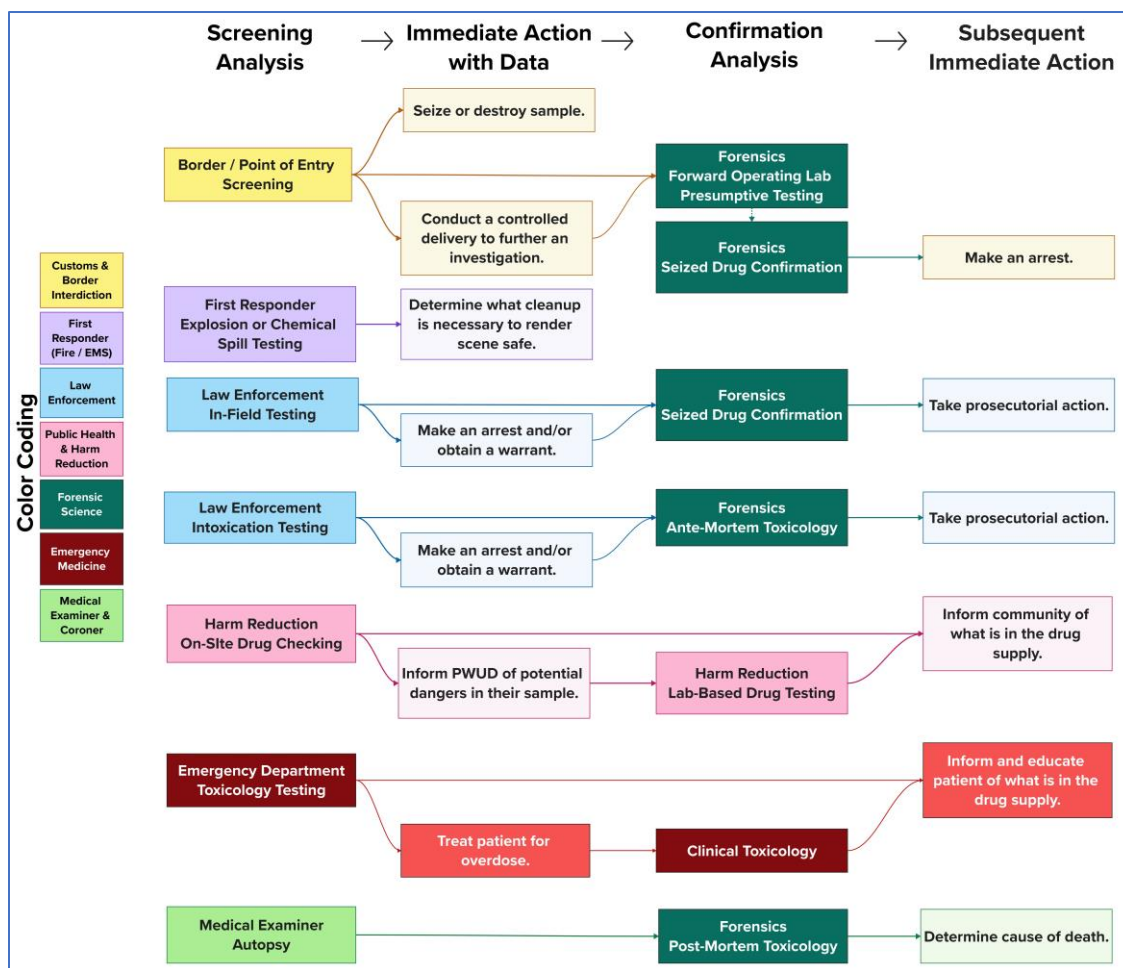 Screening
Analysis
Immediate Action
with Data
Confirmation
Analysis
Subsequent
Immediate Action
Seize or destroy sample.
Border / Point of Entry
Screening
Forensics
Forward Operating Lab
Presumptive Testing
Conduct a controlled
delivery to further an
investigation.
Forensics
Seized Drug Confirmation
Make an arrest.
Color Coding
Customs &
Border
Interdiction
First
Responder
(Fire / EMS)
Law
Enforcement
Public Health
& Harm
Reduction
Forensic
Science
Emergency
Medicine
Medical
Examiner &
Coroner
First Responder
Explosion or Chemical
Spill Testing
Determine what cleanup
is necessary to render
scene safe.
Law Enforcement
In-Field Testing
Make an arrest and/or
obtain a warrant.
Forensics
Seized Drug Confirmation
Take prosecutorial action.
Law Enforcement
Intoxication Testing
Make an arrest and/or
obtain a warrant.
Forensics
Ante-Mortem Toxicology
Take prosecutorial action.
Harm Reduction
On-SIte Drug Checking
Inform PWUD of potential
dangers in their sample.
Harm Reduction
Lab-Based Drug Testing
Inform community of
what is in the drug
supply.
Emergency Department
Toxicology Testing
Treat patient for
overdose.
Clinical Toxicology
Inform and educate
patient of what is in
the drug supply.
Medical Examiner
Autopsy
Forensics
Post-Mortem Toxicology
Determine cause of death.